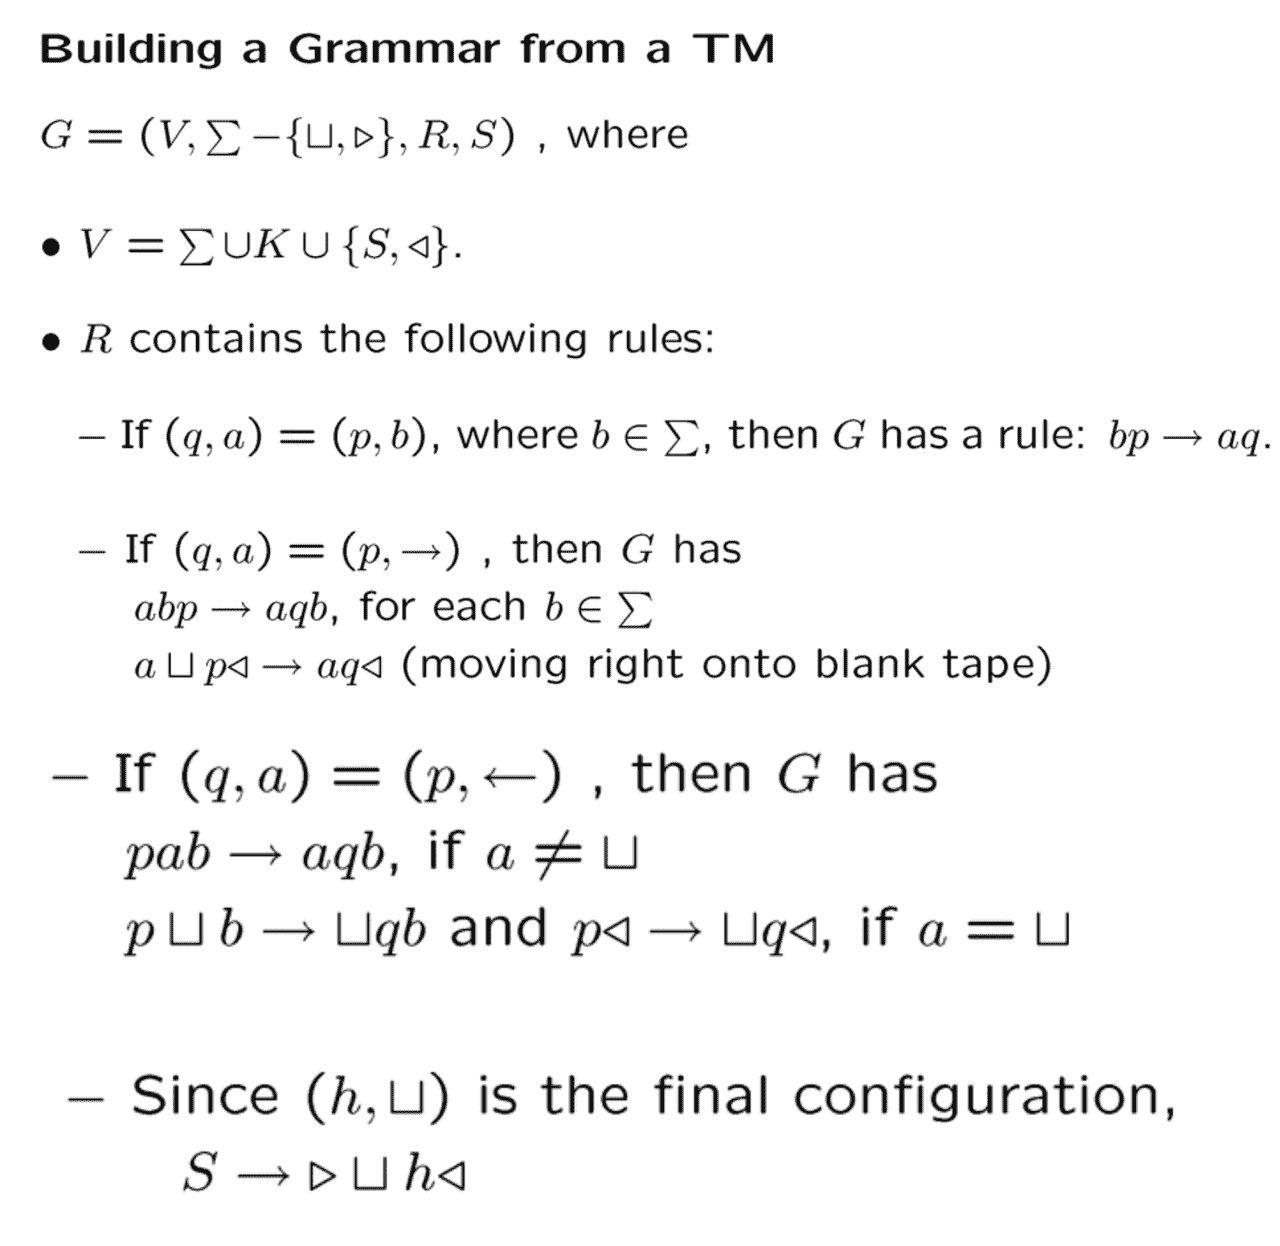 Building a Grammar from a TM
G = (V, ∑ −{⊔, ▷}, R, S) , where
• V = ∑ ∪K ∪ {S, ◁}.
• R contains the following rules:
– If (q, a) = (p, b), where b ∈ ∑, then G has a rule: bp → aq.
– If (q, a) = (p, →) , then G has
abp → aqb, for each b ∈ ∑
a ⊔ p◁ → aq◁ (moving right onto blank tape)
– If (q, a) = (p, ←) , then G has
pab → aqb, if a ≠ ⊔
p ⊔ b → ⊔qb and p◁ → ⊔q◁, if a = ⊔
– Since (h, ⊔) is the final configuration,
S → ▷ ⊔ h◁